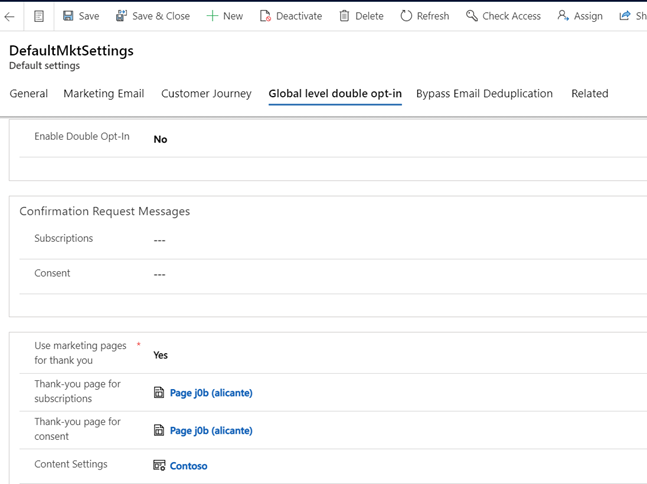 Save
Save & Close
New
Deactivate
Delete
Refresh
Check Access
Assign
Sh
DefaultMktSettings
Default settings
General
Marketing Email
Customer Journey
Global level double opt-in
Bypass Email Deduplication
Related
Enable Double Opt-In
No
Confirmation Request Messages
Subscriptions
---
Consent
---
Use marketing pages *
for thank you
Yes
Thank-you page for
subscriptions
Page j0b (alicante)
Thank-you page for
consent
Page j0b (alicante)
Content Settings
Contoso